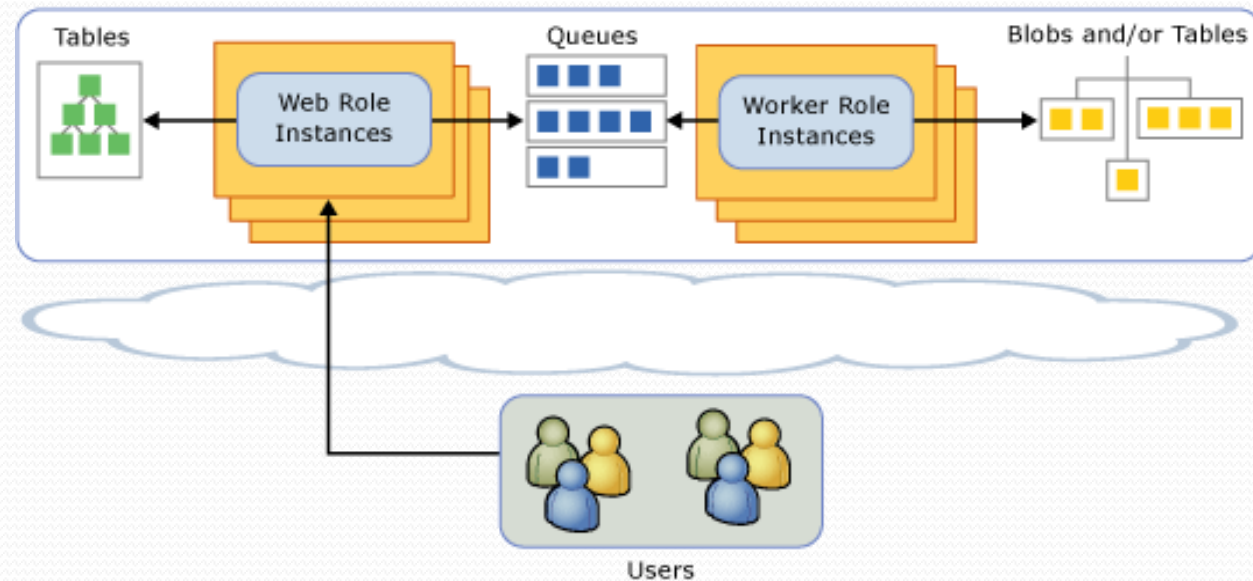 Tables
Queues
Blobs and/or Tables
Web Role
Instances
Worker Role
Instances
Users